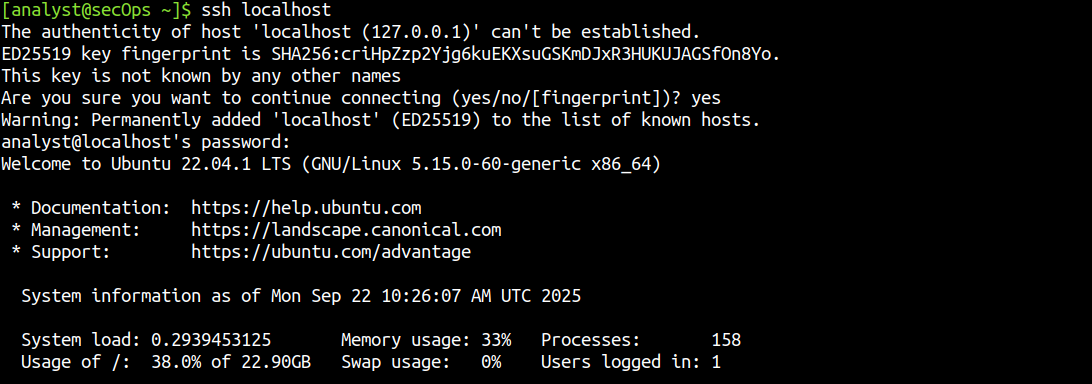 [analyst@secOps ~]$ ssh localhost
The authenticity of host 'localhost (127.0.0.1)' can't be established.
ED25519 key fingerprint is SHA256:criHpZzp2Yjg6kuEKXsuGSKmDJxR3HUKUJAGSfOn8Yo.
This key is not known by any other names
Are you sure you want to continue connecting (yes/no/[fingerprint])? yes
Warning: Permanently added 'localhost' (ED25519) to the list of known hosts.
analyst@localhost's password:
Welcome to Ubuntu 22.04.1 LTS (GNU/Linux 5.15.0-60-generic x86_64)

 * Documentation:  https://help.ubuntu.com
 * Management:     https://landscape.canonical.com
 * Support:        https://ubuntu.com/advantage

  System information as of Mon Sep 22 10:26:07 AM UTC 2025

  System load: 0.2939453125       Memory usage: 33%   Processes:       158
  Usage of /:  38.0% of 22.90GB   Swap usage:   0%    Users logged in: 1